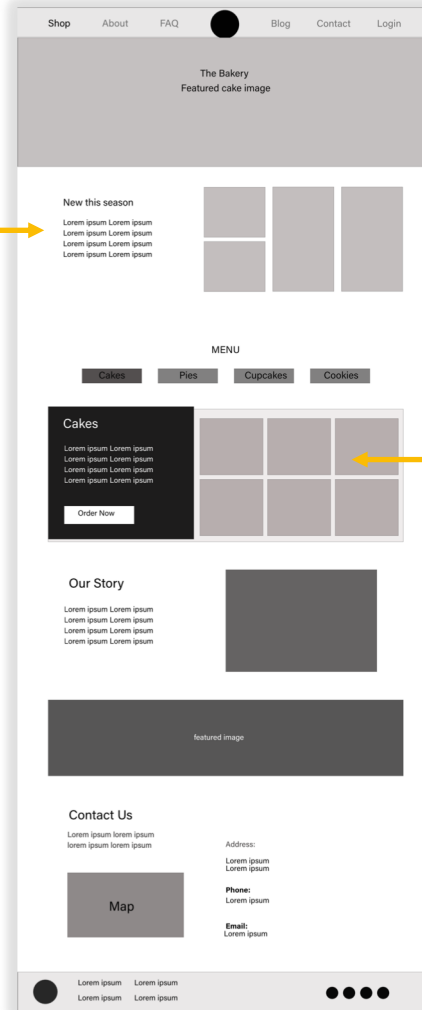 Shop About FAQ Blog Contact Login
The Bakery
Featured cake image
New this season
Lorem ipsum Lorem ipsum
Lorem ipsum Lorem ipsum
Lorem ipsum Lorem ipsum
Lorem ipsum Lorem ipsum
MENU
Cakes Pies Cupcakes Cookies
Cakes
Lorem ipsum Lorem ipsum
Lorem ipsum Lorem ipsum
Lorem ipsum Lorem ipsum
Lorem ipsum Lorem ipsum
Order Now
Our Story
Lorem ipsum Lorem ipsum
Lorem ipsum Lorem ipsum
Lorem ipsum Lorem ipsum
Lorem ipsum Lorem ipsum
featured image
Contact Us
Lorem ipsum lorem ipsum
lorem ipsum lorem ipsum
Map
Address:
Lorem ipsum
Lorem ipsum
Phone:
Lorem ipsum
Email:
Lorem ipsum
Lorem ipsum Lorem ipsum
Lorem ipsum Lorem ipsum